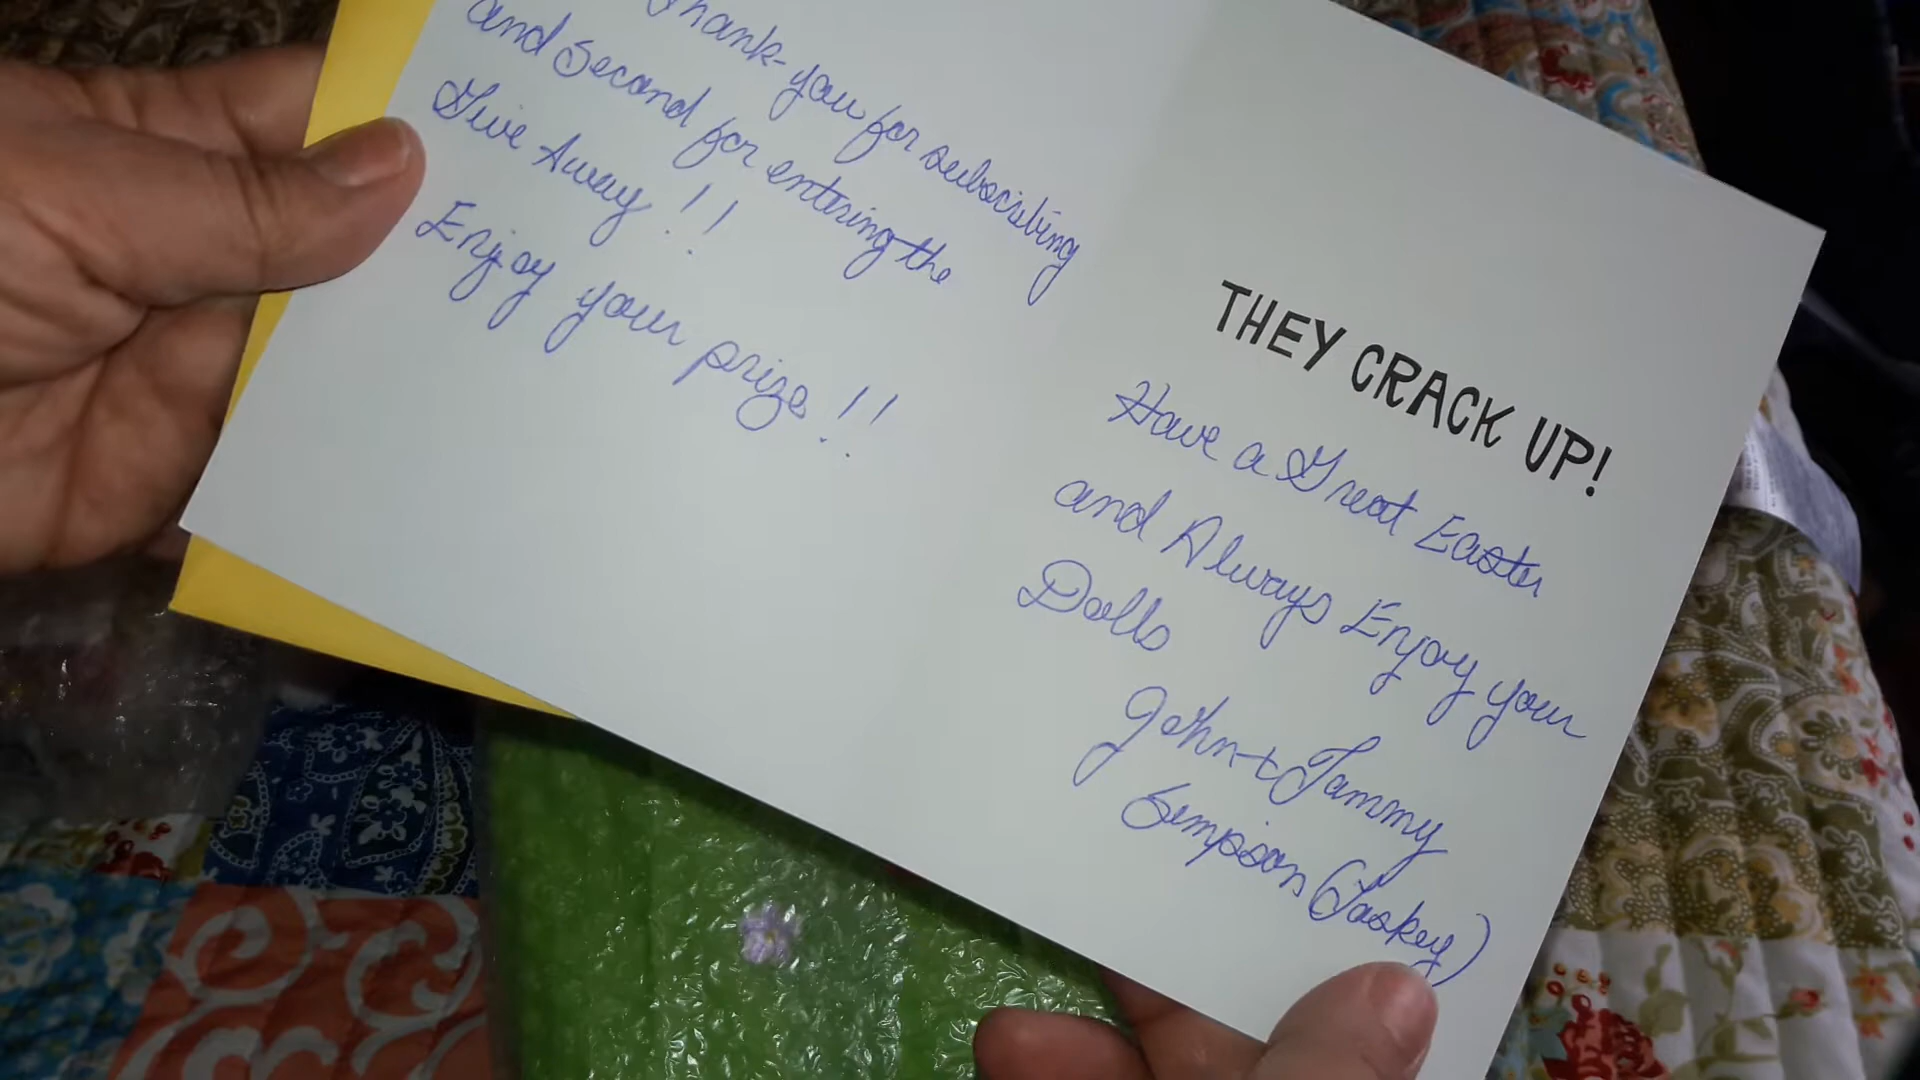 Thank-you for subscribing
and Second for entering the
Give Away!!
Enjoy your prize!!
THEY CRACK UP!
Have a Great Easter
and Always Enjoy your
Dolls
John + Tammy
Simpson (Taskey)